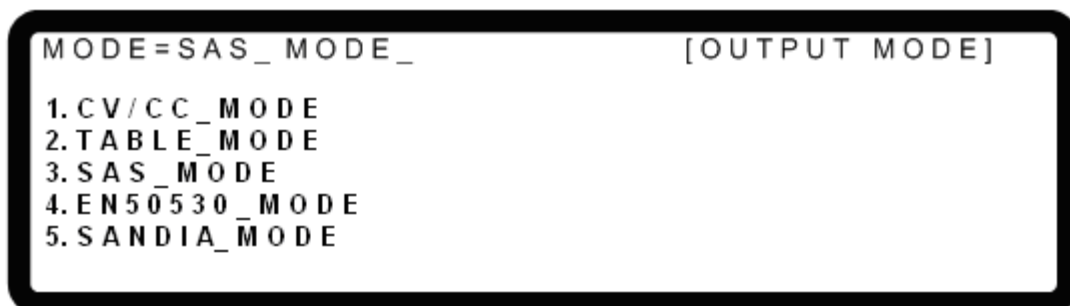 MODE=SAS_MODE_ [OUTPUT MODE]
1.CV/CC_MODE
2.TABLE_MODE
3.SAS_MODE
4.EN50530_MODE
5.SANDIA_MODE